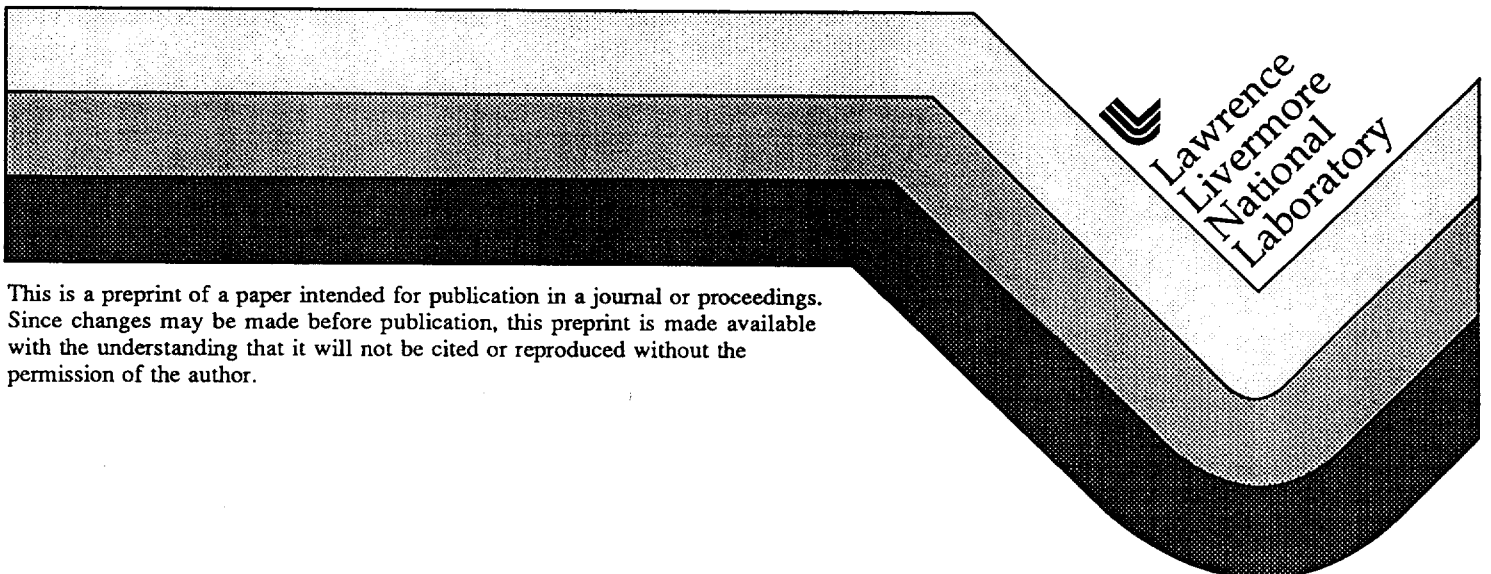 Lawrence
Livermore
National
Laboratory
This is a preprint of a paper intended for publication in a journal or proceedings.
Since changes may be made before publication, this preprint is made available
with the understanding that it will not be cited or reproduced without the
permission of the author.